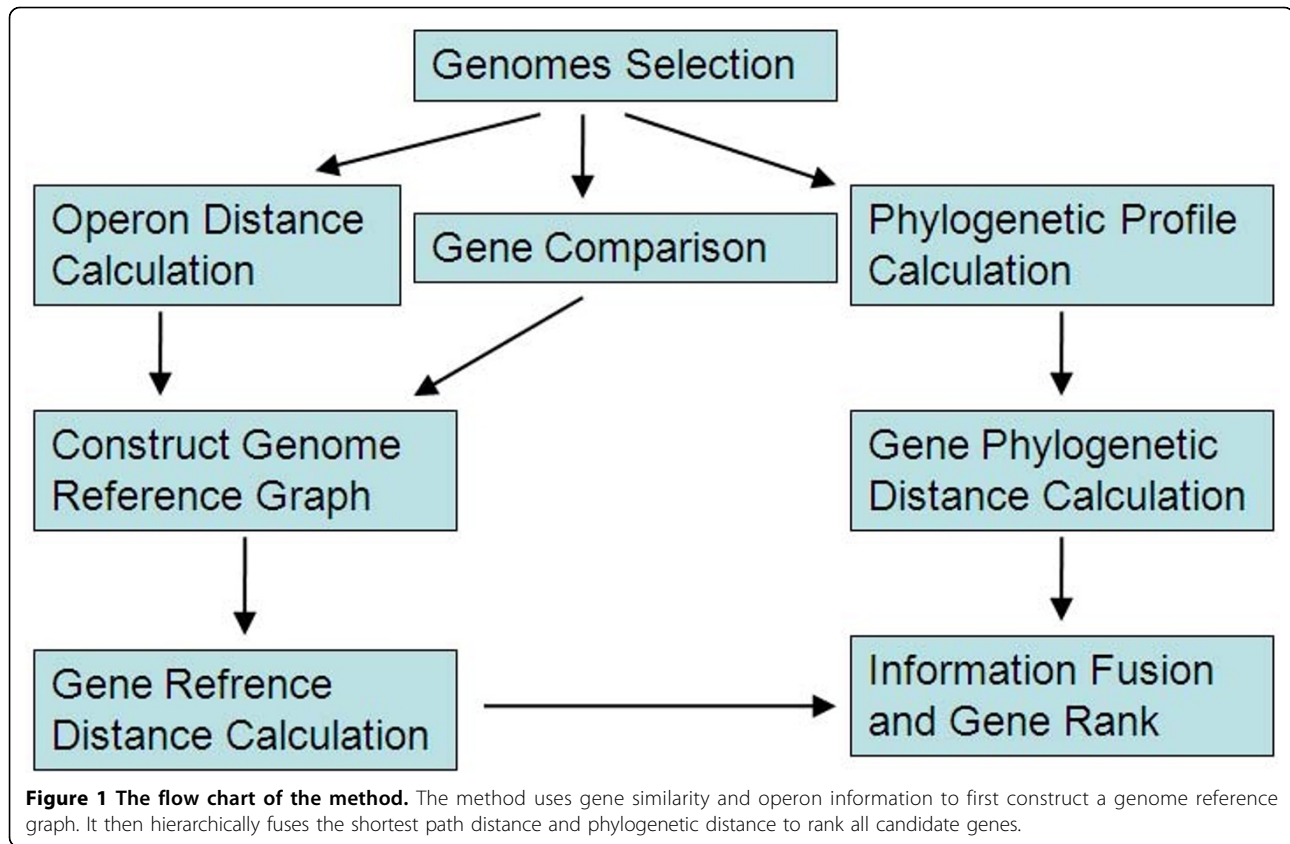 Genomes Selection
Operon Distance
Calculation
Gene Comparison
Phylogenetic Profile
Calculation
Construct Genome
Reference Graph
Gene Phylogenetic
Distance Calculation
Gene Refrence
Distance Calculation
Information Fusion
and Gene Rank
Figure 1 The flow chart of the method. The method uses gene similarity and operon information to first construct a genome reference
graph. It then hierarchically fuses the shortest path distance and phylogenetic distance to rank all candidate genes.